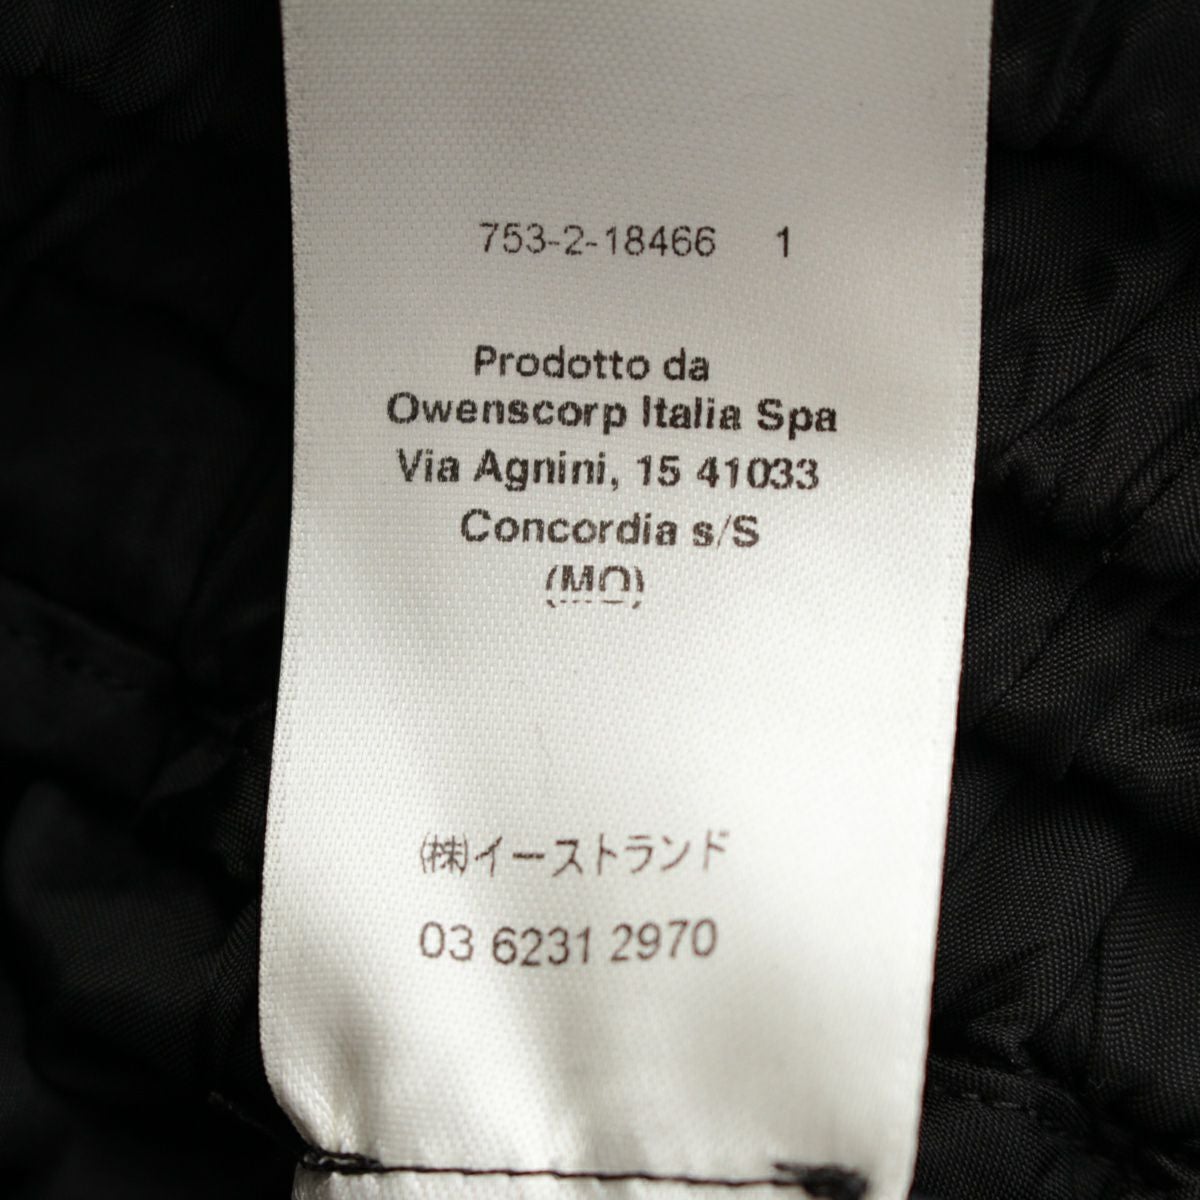 753-2-18466 1
Prodotto da
Owenscorp Italia Spa
Via Agnini, 15 41033
Concordia s/S
(MO)
㈱イーストランド
03 6231 2970